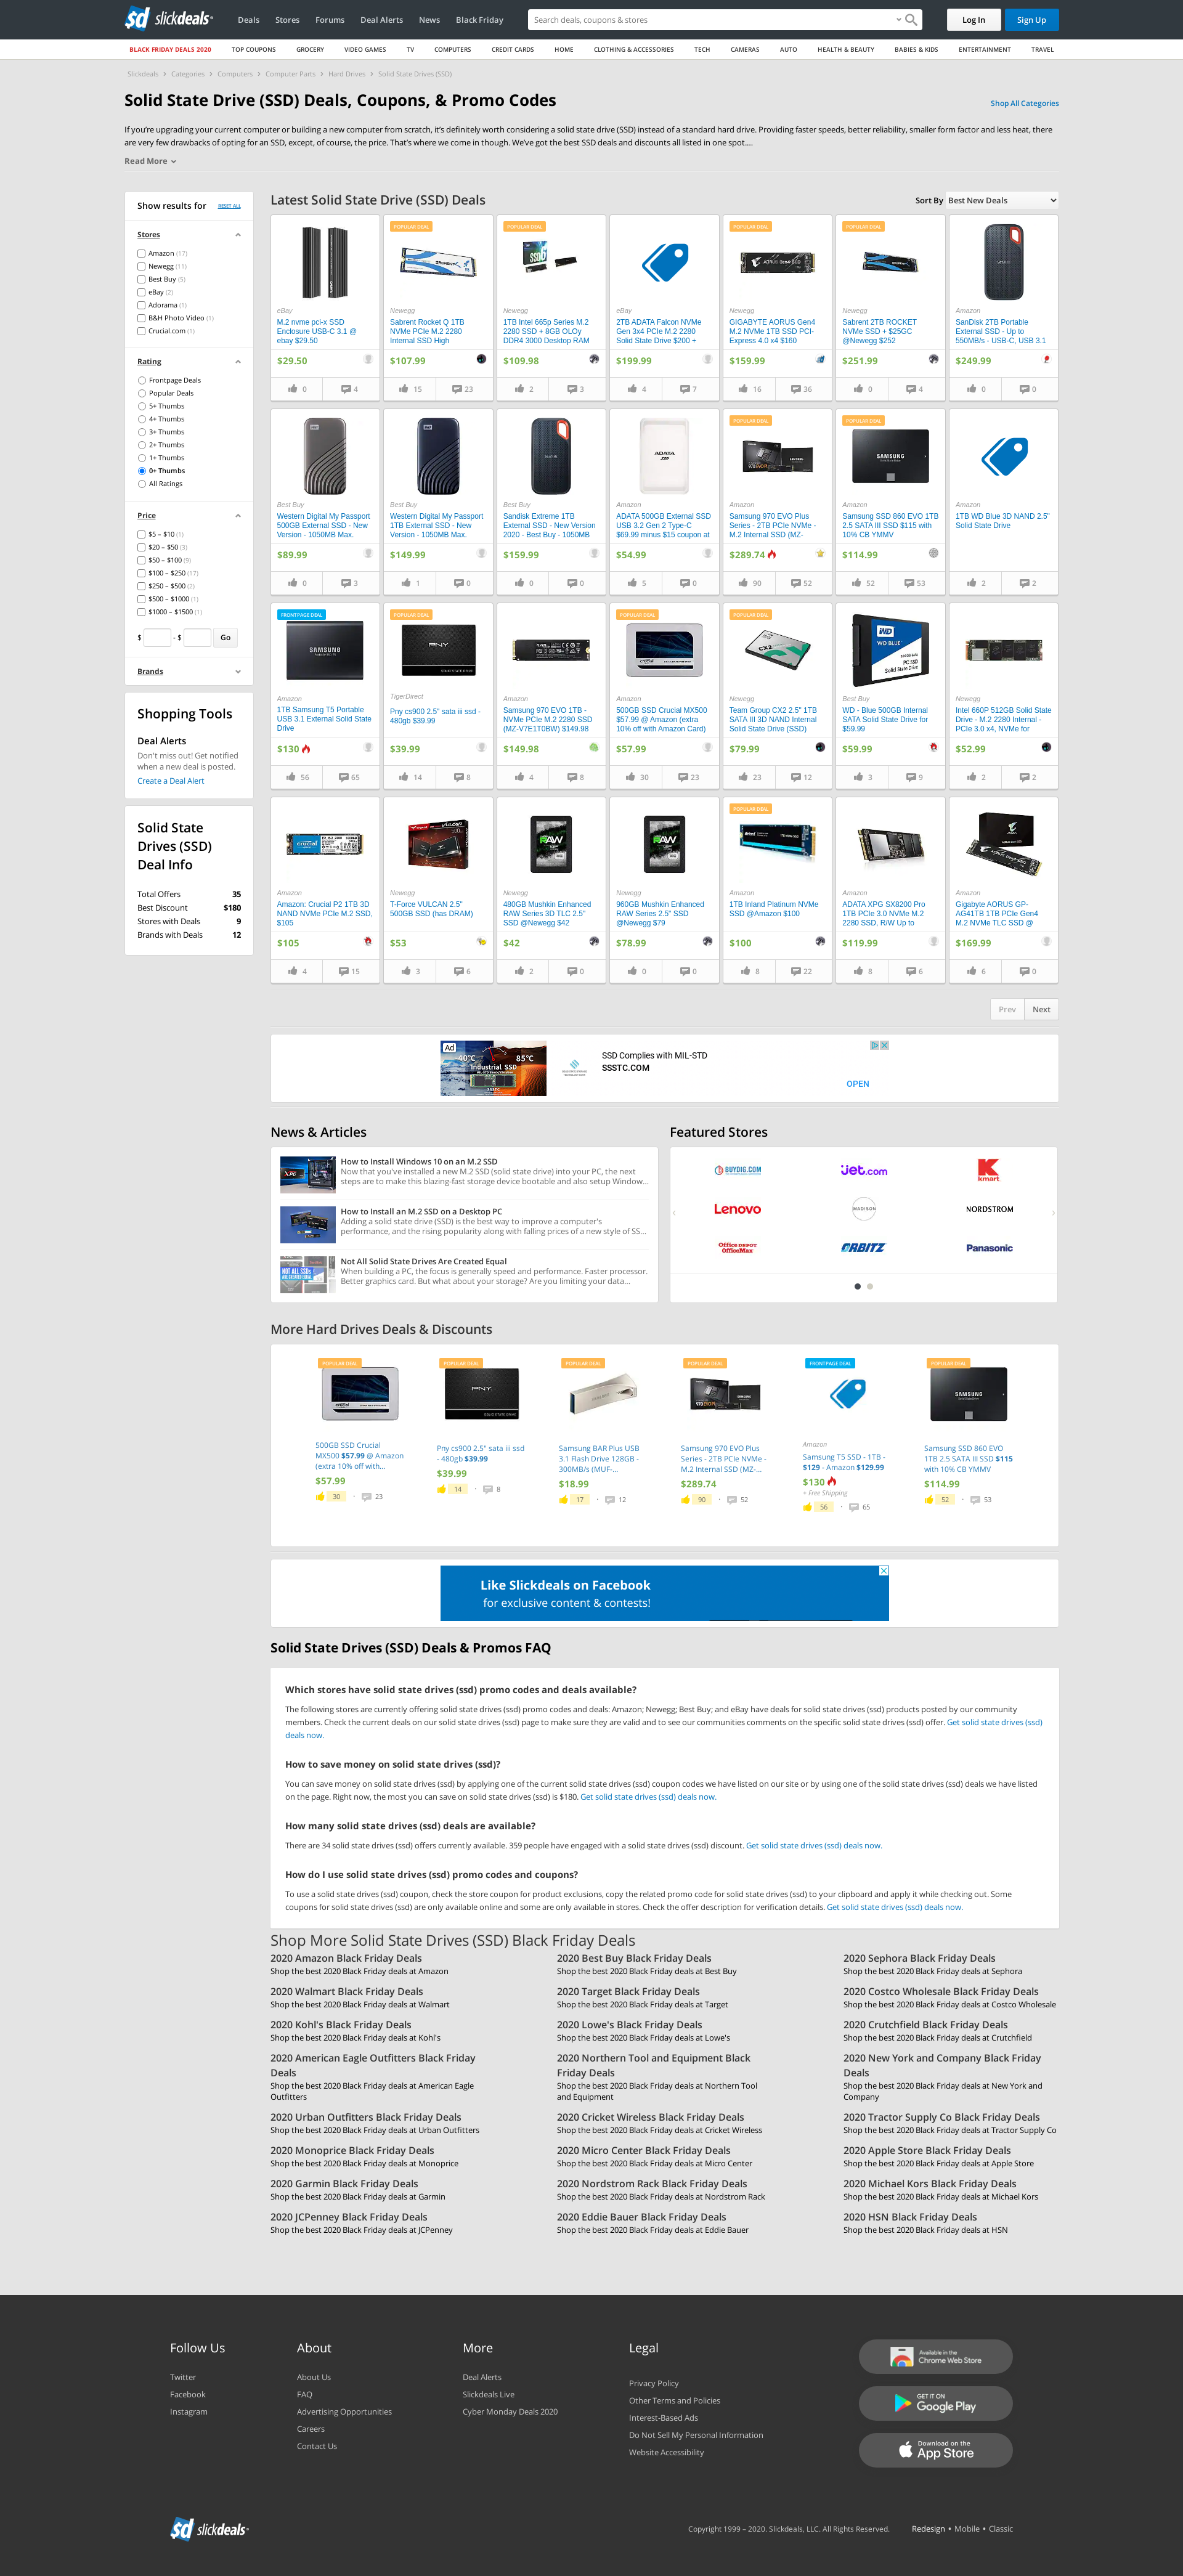 sd slickdeals
Deals
Stores
Forums
Deal Alerts
News
Black Friday
Search deals, coupons & stores
Log In
Sign Up
BLACK FRIDAY DEALS 2020
TOP COUPONS
GROCERY
VIDEO GAMES
TV
COMPUTERS
CREDIT CARDS
HOME
CLOTHING & ACCESSORIES
TECH
CAMERAS
AUTO
HEALTH & BEAUTY
BABIES & KIDS
ENTERTAINMENT
TRAVEL
Slickdeals > Categories > Computers > Computer Parts > Hard Drives > Solid State Drives (SSD)
Solid State Drive (SSD) Deals, Coupons, & Promo Codes
Shop All Categories
If you're upgrading your current computer or building a new computer from scratch, it's definitely worth considering a solid state drive (SSD) instead of a standard hard drive. Providing faster speeds, better reliability, smaller form factor and less heat, there
are very few drawbacks of opting for an SSD, except, of course, the price. That's where we come in though. We've got the best SSD deals and discounts all listed in one spot....
Read More
Show results for
RESET ALL
Stores
Amazon (17)
Newegg (11)
Best Buy (5)
eBay (2)
Adorama (1)
B&H Photo Video (1)
Crucial.com (1)
Rating
Frontpage Deals
Popular Deals
5+ Thumbs
4+ Thumbs
3+ Thumbs
2+ Thumbs
1+ Thumbs
0+ Thumbs
All Ratings
Price
$5 – $10 (1)
$20 – $50 (3)
$50 – $100 (9)
$100 – $250 (17)
$250 – $500 (2)
$500 – $1000 (1)
$1000 – $1500 (1)
$ - $ Go
Brands
Shopping Tools
Deal Alerts
Don't miss out! Get notified
when a new deal is posted.
Create a Deal Alert
Solid State
Drives (SSD)
Deal Info
Total Offers 35
Best Discount $180
Stores with Deals 9
Brands with Deals 12
Latest Solid State Drive (SSD) Deals
Sort By Best New Deals
eBay
M.2 nvme pci-x SSD
Enclosure USB-C 3.1 @
ebay $29.50
$29.50
0 4
POPULAR DEAL
Newegg
Sabrent Rocket Q 1TB
NVMe PCIe M.2 2280
Internal SSD High
$107.99
15 23
POPULAR DEAL
Newegg
1TB Intel 665p Series M.2
2280 SSD + 8GB OLOy
DDR4 3000 Desktop RAM
$109.98
2 3
eBay
2TB ADATA Falcon NVMe
Gen 3x4 PCIe M.2 2280
Solid State Drive $200 +
$199.99
4 7
POPULAR DEAL
Newegg
GIGABYTE AORUS Gen4
M.2 NVMe 1TB SSD PCI-
Express 4.0 x4 $160
$159.99
16 36
POPULAR DEAL
Newegg
Sabrent 2TB ROCKET
NVMe SSD + $25GC
@Newegg $252
$251.99
0 4
Amazon
SanDisk 2TB Portable
External SSD - Up to
550MB/s - USB-C, USB 3.1
$249.99
0 0
Best Buy
Western Digital My Passport
500GB External SSD - New
Version - 1050MB Max.
$89.99
0 3
Best Buy
Western Digital My Passport
1TB External SSD - New
Version - 1050MB Max.
$149.99
1 0
Best Buy
Sandisk Extreme 1TB
External SSD - New Version
2020 - Best Buy - 1050MB
$159.99
0 0
ADATA
Amazon
ADATA 500GB External SSD
USB 3.2 Gen 2 Type-C
$69.99 minus $15 coupon at
$54.99
5 0
POPULAR DEAL
Amazon
Samsung 970 EVO Plus
Series - 2TB PCIe NVMe -
M.2 Internal SSD (MZ-
$289.74
90 52
POPULAR DEAL
SAMSUNG
Amazon
Samsung SSD 860 EVO 1TB
2.5 SATA III SSD $115 with
10% CB YMMV
$114.99
52 53
Amazon
1TB WD Blue 3D NAND 2.5"
Solid State Drive
2 2
FRONTPAGE DEAL
SAMSUNG
Amazon
1TB Samsung T5 Portable
USB 3.1 External Solid State
Drive
$130
56 65
POPULAR DEAL
PNY
TigerDirect
Pny cs900 2.5" sata iii ssd -
480gb $39.99
$39.99
14 8
Amazon
Samsung 970 EVO 1TB -
NVMe PCIe M.2 2280 SSD
(MZ-V7E1T0BW) $149.98
$149.98
4 8
POPULAR DEAL
crucial
Amazon
500GB SSD Crucial MX500
$57.99 @ Amazon (extra
10% off with Amazon Card)
$57.99
30 23
POPULAR DEAL
CX2
Newegg
Team Group CX2 2.5" 1TB
SATA III 3D NAND Internal
Solid State Drive (SSD)
$79.99
23 12
WD BLUE
Best Buy
WD - Blue 500GB Internal
SATA Solid State Drive for
$59.99
$59.99
3 9
Newegg
Intel 660P 512GB Solid State
Drive - M.2 2280 Internal -
PCIe 3.0 x4, NVMe for
$52.99
2 2
Amazon
Amazon: Crucial P2 1TB 3D
NAND NVMe PCIe M.2 SSD,
$105
$105
4 15
Newegg
T-Force VULCAN 2.5"
500GB SSD (has DRAM)
$53
3 6
RAW
Newegg
480GB Mushkin Enhanced
RAW Series 3D TLC 2.5"
SSD @Newegg $42
$42
2 0
RAW
Newegg
960GB Mushkin Enhanced
RAW Series 2.5" SSD
@Newegg $79
$78.99
0 0
POPULAR DEAL
Amazon
1TB Inland Platinum NVMe
SSD @Amazon $100
$100
8 22
Amazon
ADATA XPG SX8200 Pro
1TB PCIe 3.0 NVMe M.2
2280 SSD, R/W Up to
$119.99
8 6
Amazon
Gigabyte AORUS GP-
AG41TB 1TB PCIe Gen4
M.2 NVMe TLC SSD @
$169.99
6 0
Prev Next
Ad
-40°C 85°C
Industrial SSD
SSD Complies with MIL-STD
SSSTC.COM
OPEN
News & Articles
How to Install Windows 10 on an M.2 SSD
Now that you've installed a new M.2 SSD (solid state drive) into your PC, the next
steps are to make this blazing-fast storage device bootable and also setup Window...
How to Install an M.2 SSD on a Desktop PC
Adding a solid state drive (SSD) is the best way to improve a computer's
performance, and the rising popularity along with falling prices of a new style of SS...
Not All Solid State Drives Are Created Equal
When building a PC, the focus is generally speed and performance. Faster processor.
Better graphics card. But what about your storage? Are you limiting your data...
Featured Stores
BUYDIG.COM
jet.com
kmart
Lenovo
MADISON
NORDSTROM
Office DEPOT
OfficeMax
ORBITZ
Panasonic
More Hard Drives Deals & Discounts
POPULAR DEAL
500GB SSD Crucial
MX500 $57.99 @ Amazon
(extra 10% off with...
$57.99
30 · 23
POPULAR DEAL
PNY
Pny cs900 2.5" sata iii ssd
- 480gb $39.99
$39.99
14 · 8
POPULAR DEAL
Samsung BAR Plus USB
3.1 Flash Drive 128GB -
300MB/s (MUF-...
$18.99
17 · 12
POPULAR DEAL
Samsung 970 EVO Plus
Series - 2TB PCIe NVMe -
M.2 Internal SSD (MZ-...
$289.74
90 · 52
FRONTPAGE DEAL
Amazon
Samsung T5 SSD - 1TB -
$129 - Amazon $129.99
$130
+ Free Shipping
56 · 65
POPULAR DEAL
SAMSUNG
Samsung SSD 860 EVO
1TB 2.5 SATA III SSD $115
with 10% CB YMMV
$114.99
52 · 53
Like Slickdeals on Facebook
for exclusive content & contests!
Solid State Drives (SSD) Deals & Promos FAQ
Which stores have solid state drives (ssd) promo codes and deals available?
The following stores are currently offering solid state drives (ssd) promo codes and deals: Amazon; Newegg; Best Buy; and eBay have deals for solid state drives (ssd) products posted by our community
members. Check the current deals on our solid state drives (ssd) page to make sure they are valid and to see our communities comments on the specific solid state drives (ssd) offer. Get solid state drives (ssd)
deals now.
How to save money on solid state drives (ssd)?
You can save money on solid state drives (ssd) by applying one of the current solid state drives (ssd) coupon codes we have listed on our site or by using one of the solid state drives (ssd) deals we have listed
on the page. Right now, the most you can save on solid state drives (ssd) is $180. Get solid state drives (ssd) deals now.
How many solid state drives (ssd) deals are available?
There are 34 solid state drives (ssd) offers currently available. 359 people have engaged with a solid state drives (ssd) discount. Get solid state drives (ssd) deals now.
How do I use solid state drives (ssd) promo codes and coupons?
To use a solid state drives (ssd) coupon, check the store coupon for product exclusions, copy the related promo code for solid state drives (ssd) to your clipboard and apply it while checking out. Some
coupons for solid state drives (ssd) are only available online and some are only available in stores. Check the offer description for verification details. Get solid state drives (ssd) deals now.
Shop More Solid State Drives (SSD) Black Friday Deals
2020 Amazon Black Friday Deals
Shop the best 2020 Black Friday deals at Amazon
2020 Best Buy Black Friday Deals
Shop the best 2020 Black Friday deals at Best Buy
2020 Sephora Black Friday Deals
Shop the best 2020 Black Friday deals at Sephora
2020 Walmart Black Friday Deals
Shop the best 2020 Black Friday deals at Walmart
2020 Target Black Friday Deals
Shop the best 2020 Black Friday deals at Target
2020 Costco Wholesale Black Friday Deals
Shop the best 2020 Black Friday deals at Costco Wholesale
2020 Kohl's Black Friday Deals
Shop the best 2020 Black Friday deals at Kohl's
2020 Lowe's Black Friday Deals
Shop the best 2020 Black Friday deals at Lowe's
2020 Crutchfield Black Friday Deals
Shop the best 2020 Black Friday deals at Crutchfield
2020 American Eagle Outfitters Black Friday
Deals
Shop the best 2020 Black Friday deals at American Eagle
Outfitters
2020 Northern Tool and Equipment Black
Friday Deals
Shop the best 2020 Black Friday deals at Northern Tool
and Equipment
2020 New York and Company Black Friday
Deals
Shop the best 2020 Black Friday deals at New York and
Company
2020 Urban Outfitters Black Friday Deals
Shop the best 2020 Black Friday deals at Urban Outfitters
2020 Cricket Wireless Black Friday Deals
Shop the best 2020 Black Friday deals at Cricket Wireless
2020 Tractor Supply Co Black Friday Deals
Shop the best 2020 Black Friday deals at Tractor Supply Co
2020 Monoprice Black Friday Deals
Shop the best 2020 Black Friday deals at Monoprice
2020 Micro Center Black Friday Deals
Shop the best 2020 Black Friday deals at Micro Center
2020 Apple Store Black Friday Deals
Shop the best 2020 Black Friday deals at Apple Store
2020 Garmin Black Friday Deals
Shop the best 2020 Black Friday deals at Garmin
2020 Nordstrom Rack Black Friday Deals
Shop the best 2020 Black Friday deals at Nordstrom Rack
2020 Michael Kors Black Friday Deals
Shop the best 2020 Black Friday deals at Michael Kors
2020 JCPenney Black Friday Deals
Shop the best 2020 Black Friday deals at JCPenney
2020 Eddie Bauer Black Friday Deals
Shop the best 2020 Black Friday deals at Eddie Bauer
2020 HSN Black Friday Deals
Shop the best 2020 Black Friday deals at HSN
Follow Us
Twitter
Facebook
Instagram
About
About Us
FAQ
Advertising Opportunities
Careers
Contact Us
More
Deal Alerts
Slickdeals Live
Cyber Monday Deals 2020
Legal
Privacy Policy
Other Terms and Policies
Interest-Based Ads
Do Not Sell My Personal Information
Website Accessibility
Available in the
Chrome Web Store
GET IT ON
Google Play
Download on the
App Store
sd slickdeals
Copyright 1999 – 2020. Slickdeals, LLC. All Rights Reserved.
Redesign • Mobile • Classic